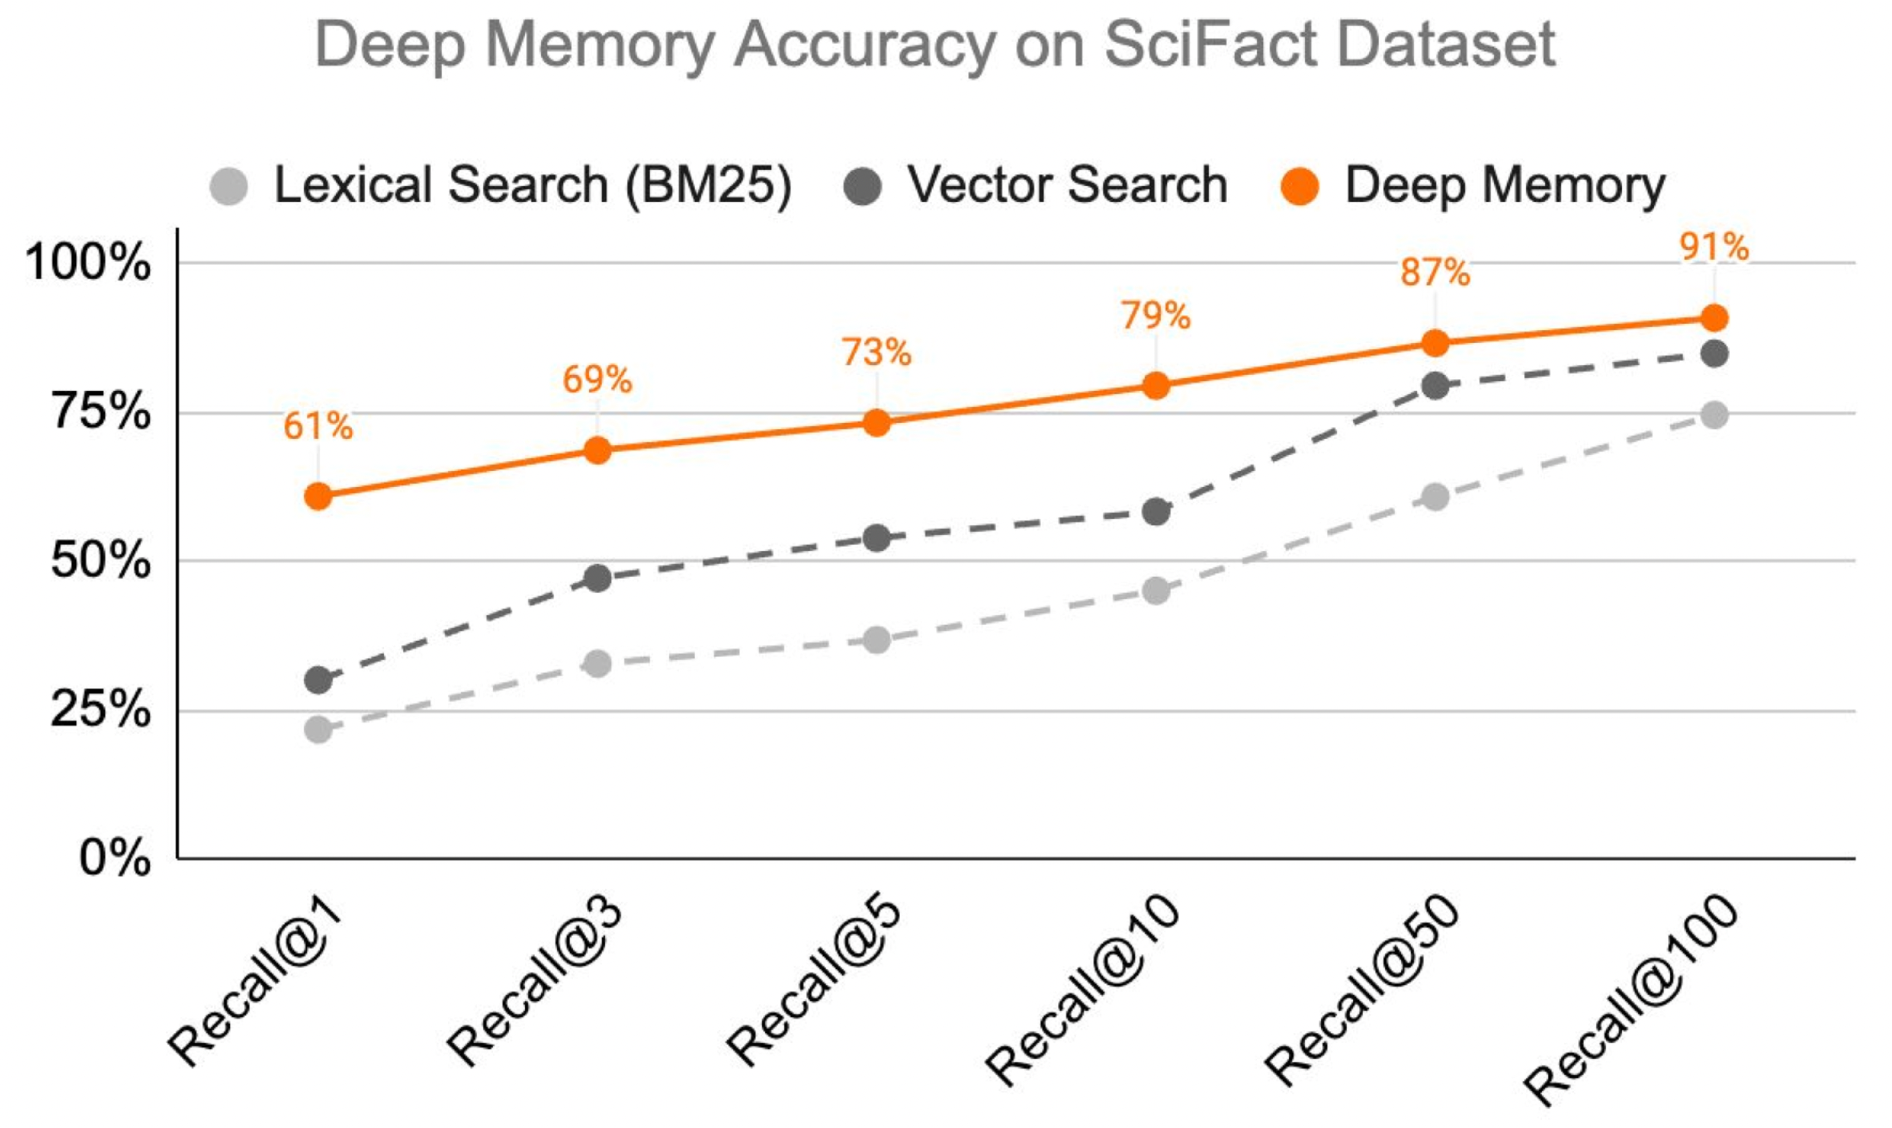 Deep Memory Accuracy on SciFact Dataset
Lexical Search (BM25) Vector Search Deep Memory
100%
75%
50%
25%
0%
61%
69%
73%
79%
87%
91%
Recall@1
Recall@3
Recall@5
Recall@10
Recall@50
Recall@100